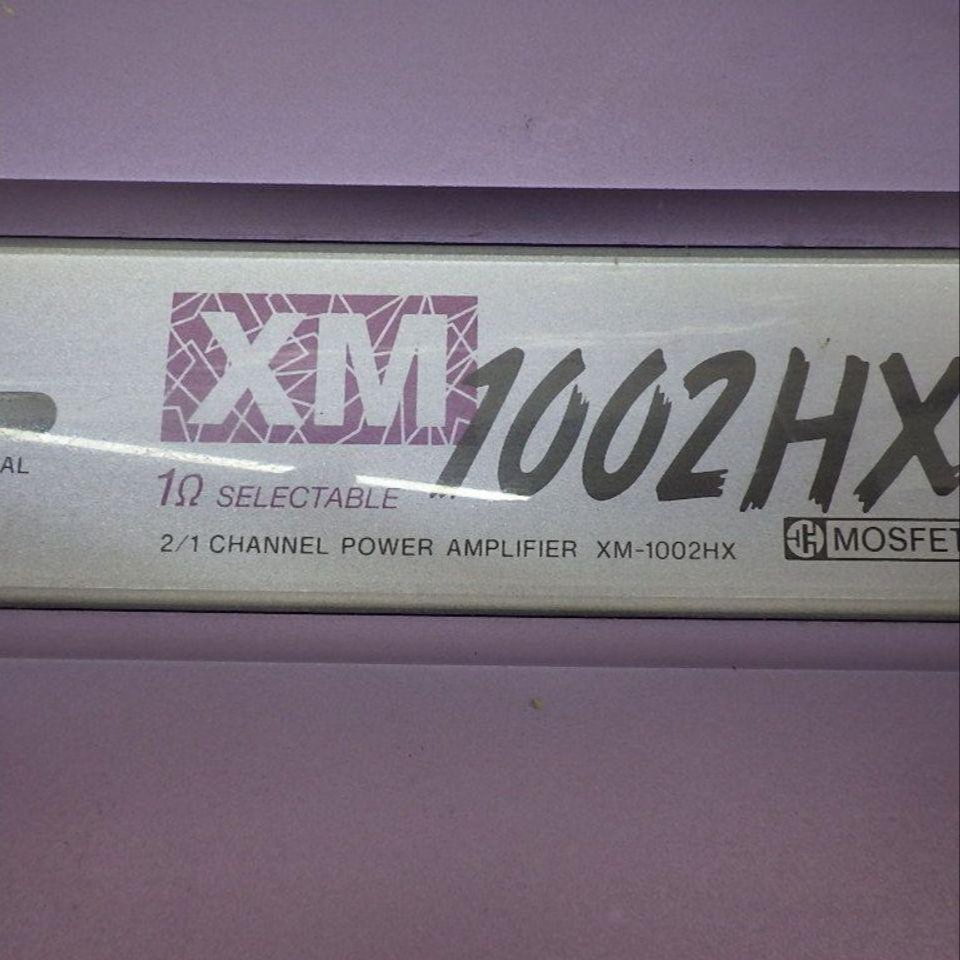 XM 1002HX
AL
1Ω SELECTABLE
2/1 CHANNEL POWER AMPLIFIER XM-1002HX
MOSFET